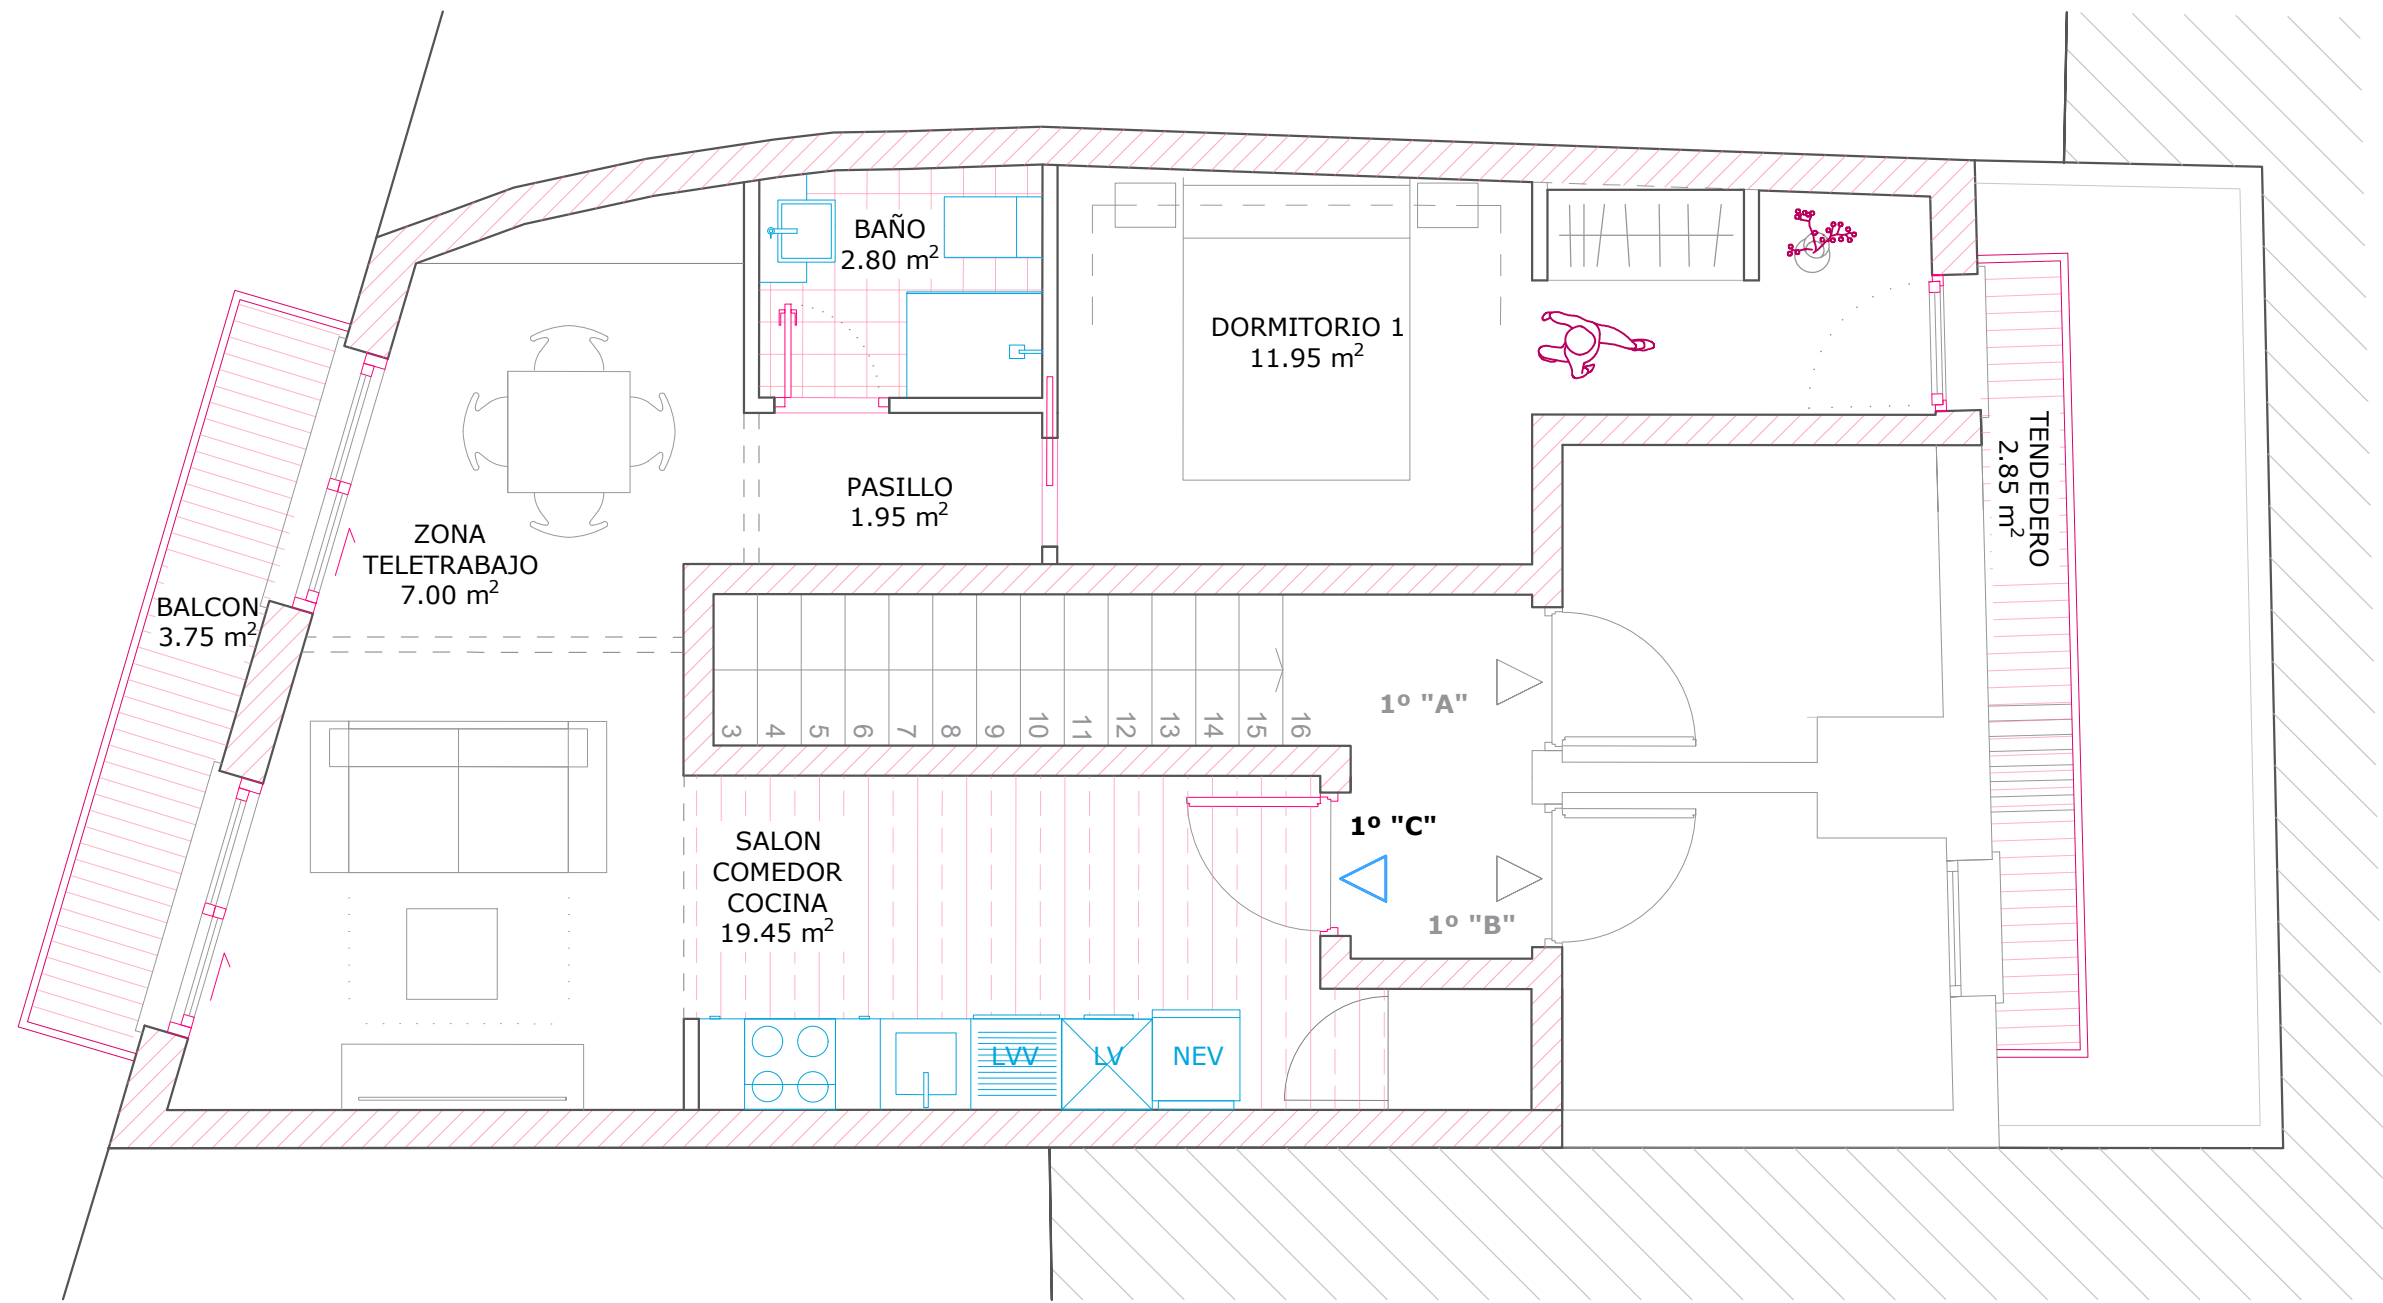 BAÑO
2.80 m²
DORMITORIO 1
11.95 m²
TENDEDERO
2.85 m²
PASILLO
1.95 m²
ZONA
TELETRABAJO
7.00 m²
BALCON
3.75 m²
3 4 5 6 7 8 9 10 11 12 13 14 15 16
1º "A"
1º "C"
1º "B"
SALON
COMEDOR
COCINA
19.45 m²
LVV
LV
NEV